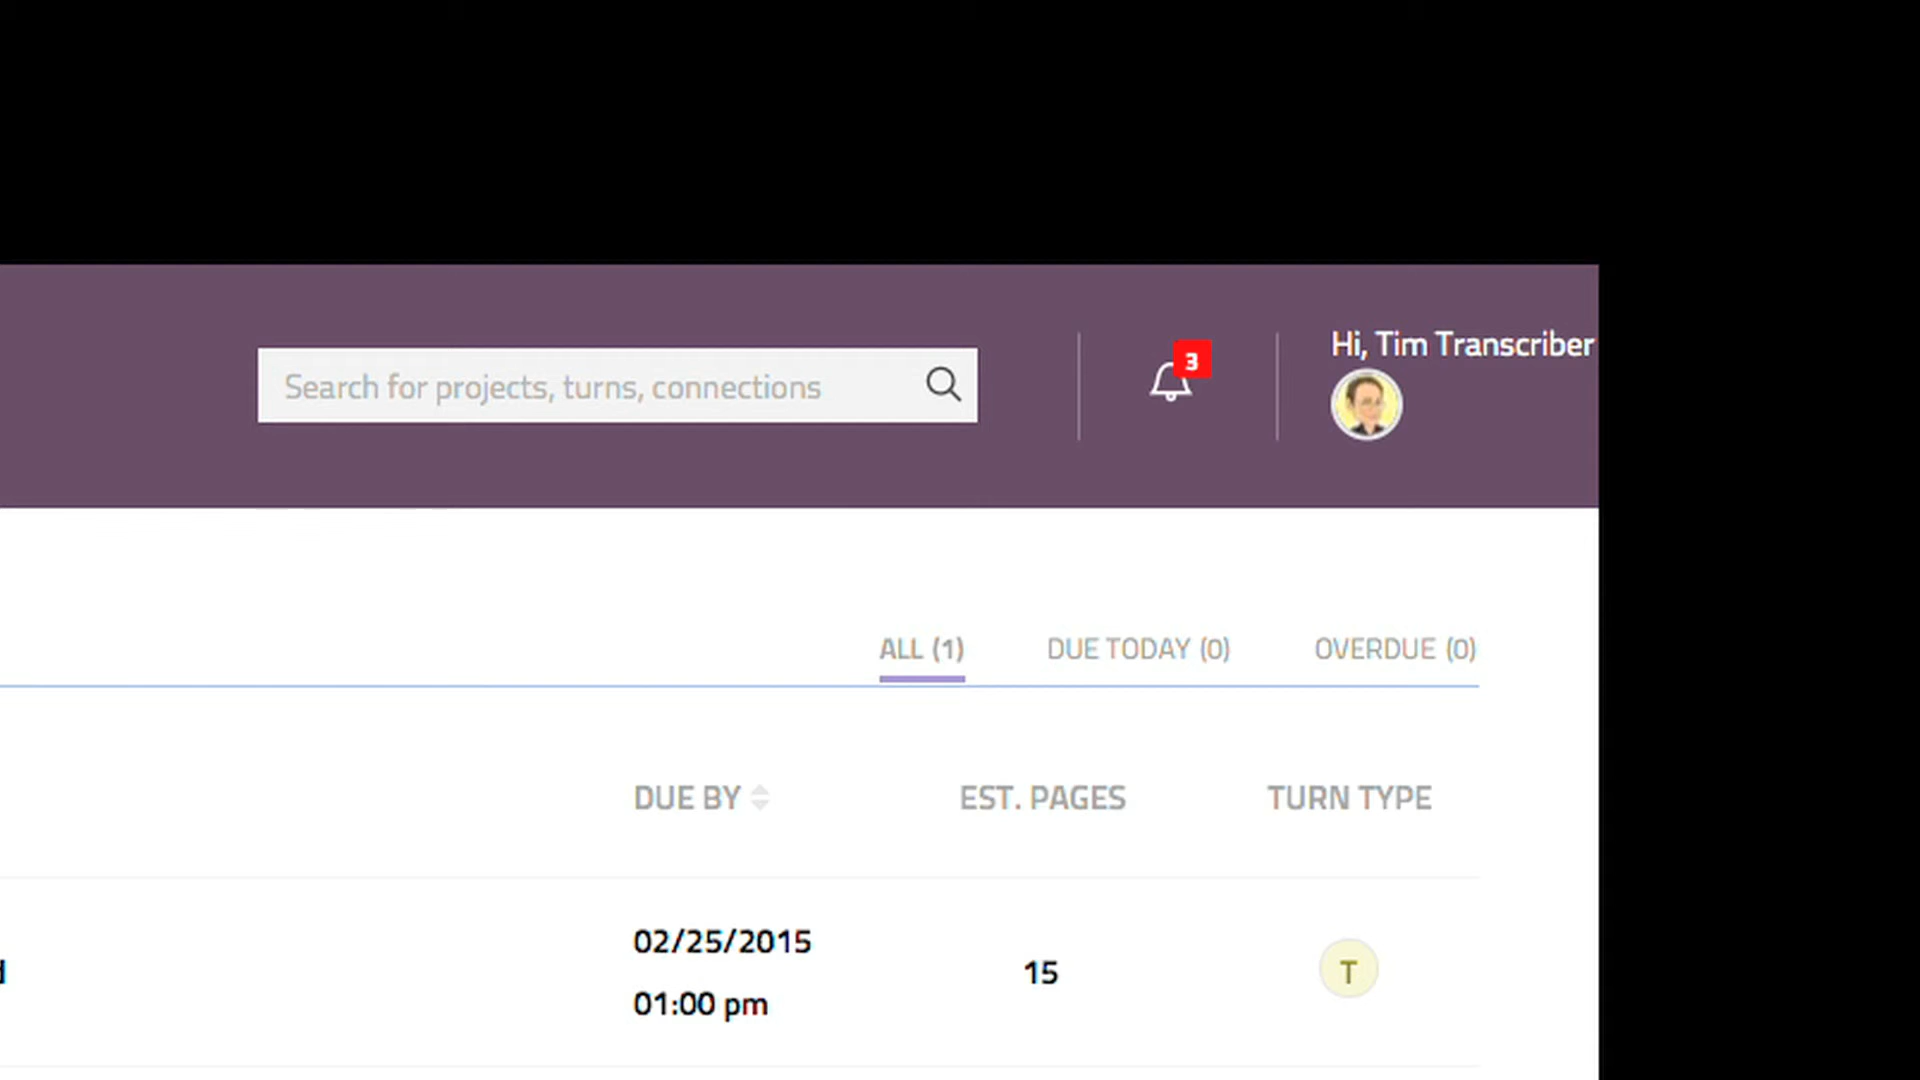 Hi, Tim Transcriber
Search for projects, turns, connections
3
ALL (1) DUE TODAY (0) OVERDUE (0)
DUE BY EST. PAGES TURN TYPE
02/25/2015
15 T
01:00 pm